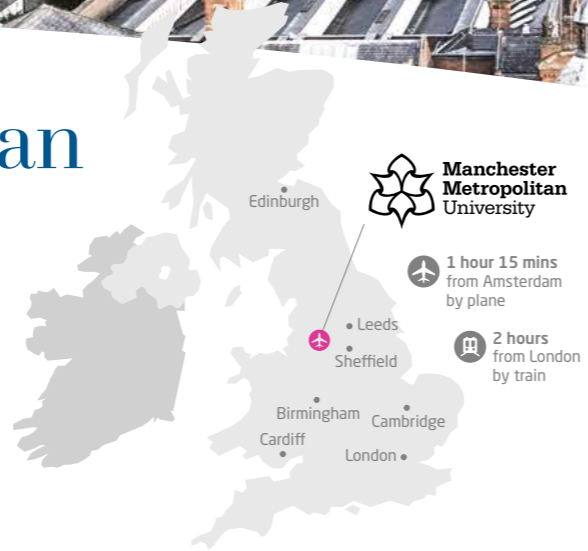 an
Manchester
Metropolitan
University
Edinburgh
1 hour 15 mins
from Amsterdam
by plane
Leeds
2 hours
from London
by train
Sheffield
Birmingham
Cambridge
Cardiff
London